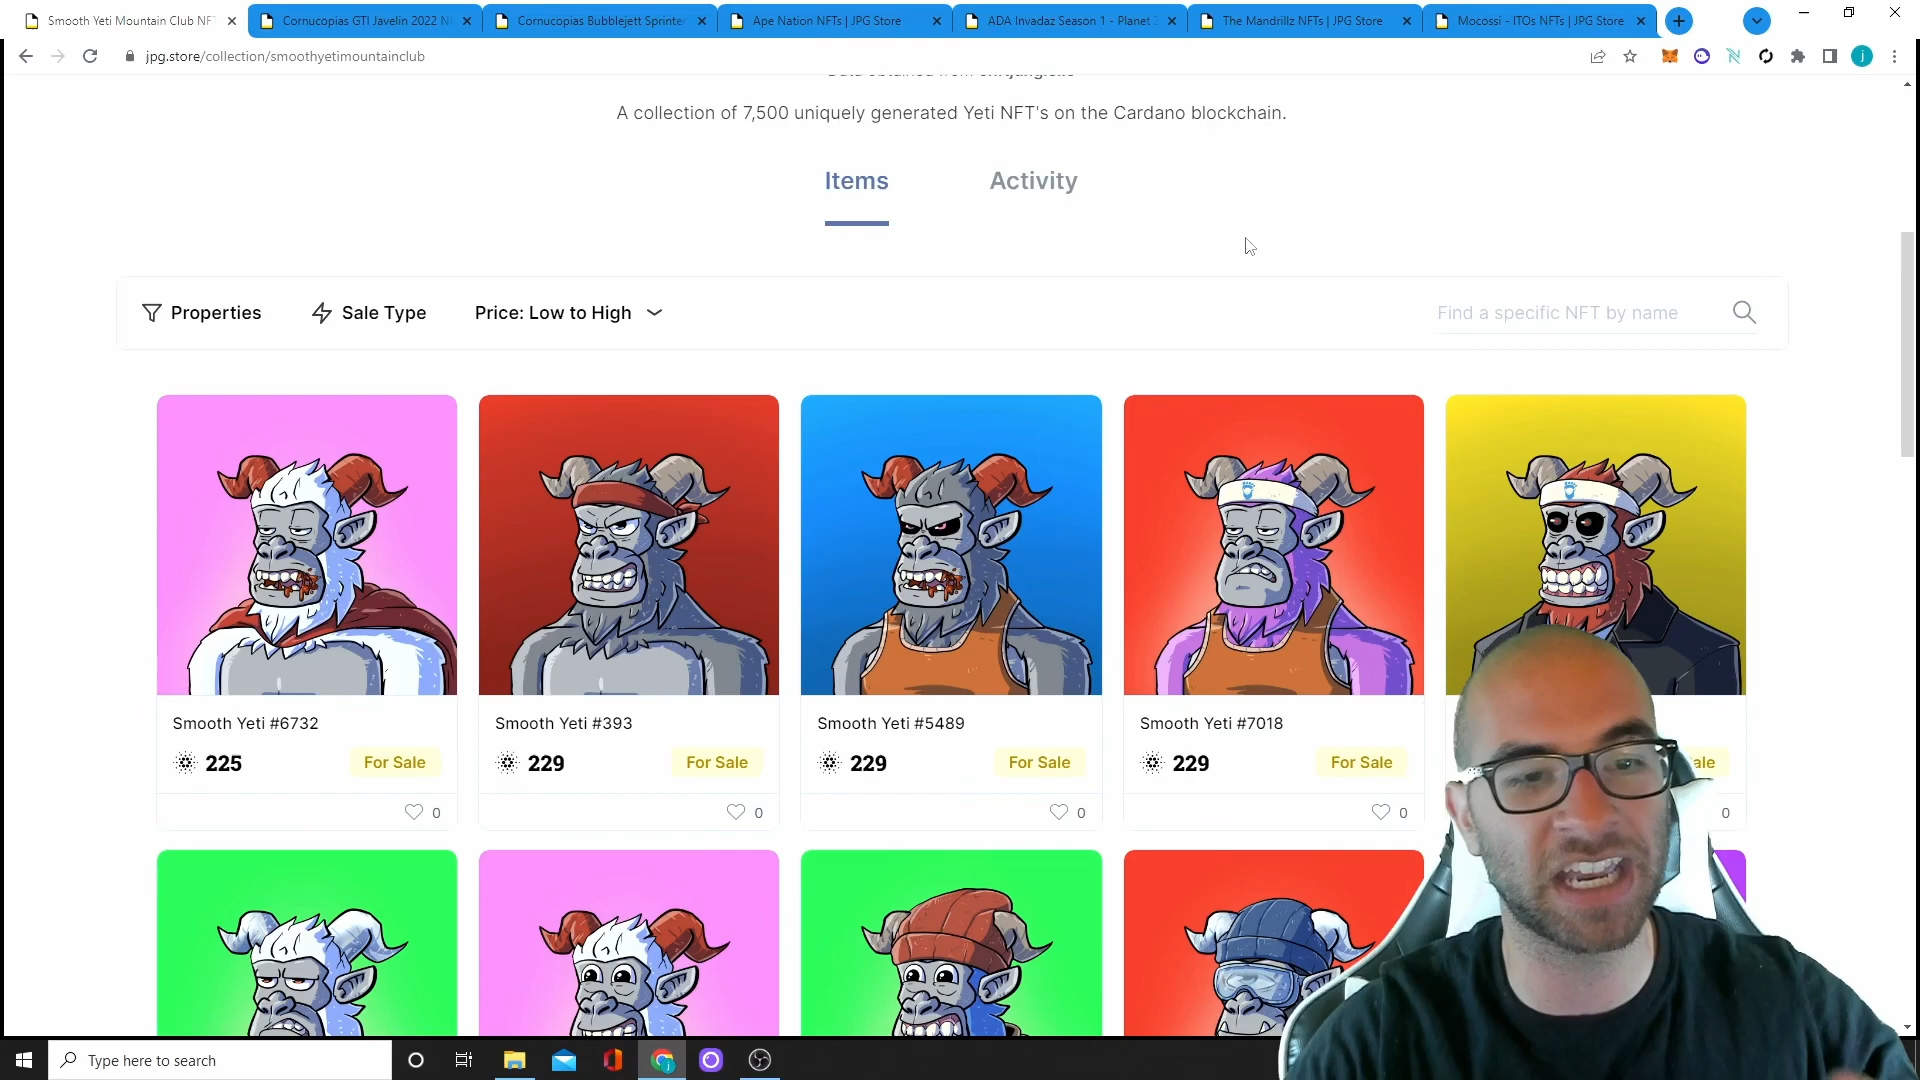 Smooth Yeti Mountain Club NFT
Cornucopias GTI Javelin 2022 N
Cornucopias Bubblejett Sprinter
Ape Nation NFTs | JPG Store
ADA Invadaz Season 1 - Planet Z
The Mandrillz NFTs | JPG Store
Mocossi - ITOs NFTs | JPG Store
jpg.store/collection/smoothyetimountainclub
j
A collection of 7,500 uniquely generated Yeti NFT's on the Cardano blockchain.
Items
Activity
Properties
Sale Type
Price: Low to High
Find a specific NFT by name
Smooth Yeti #6732
225
For Sale
0
Smooth Yeti #393
229
For Sale
0
Smooth Yeti #5489
229
For Sale
0
Smooth Yeti #7018
229
For Sale
0
ale
0
Type here to search